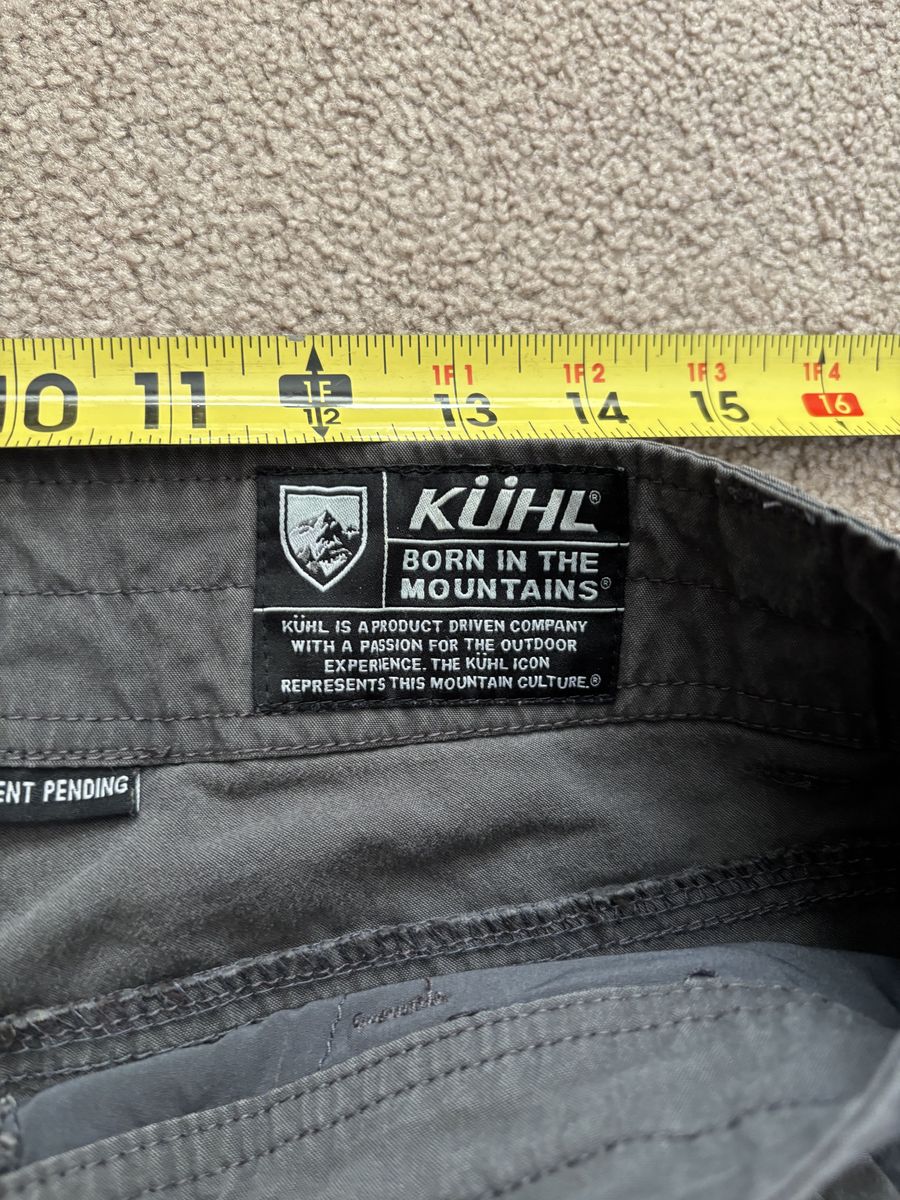 1F 1 1F 2 1F 3 1F 4
10 11 1F 12 13 14 15 16
KÜHL®
BORN IN THE
MOUNTAINS®
KÜHL IS A PRODUCT DRIVEN COMPANY
WITH A PASSION FOR THE OUTDOOR
EXPERIENCE. THE KÜHL ICON
REPRESENTS THIS MOUNTAIN CULTURE.®
ENT PENDING